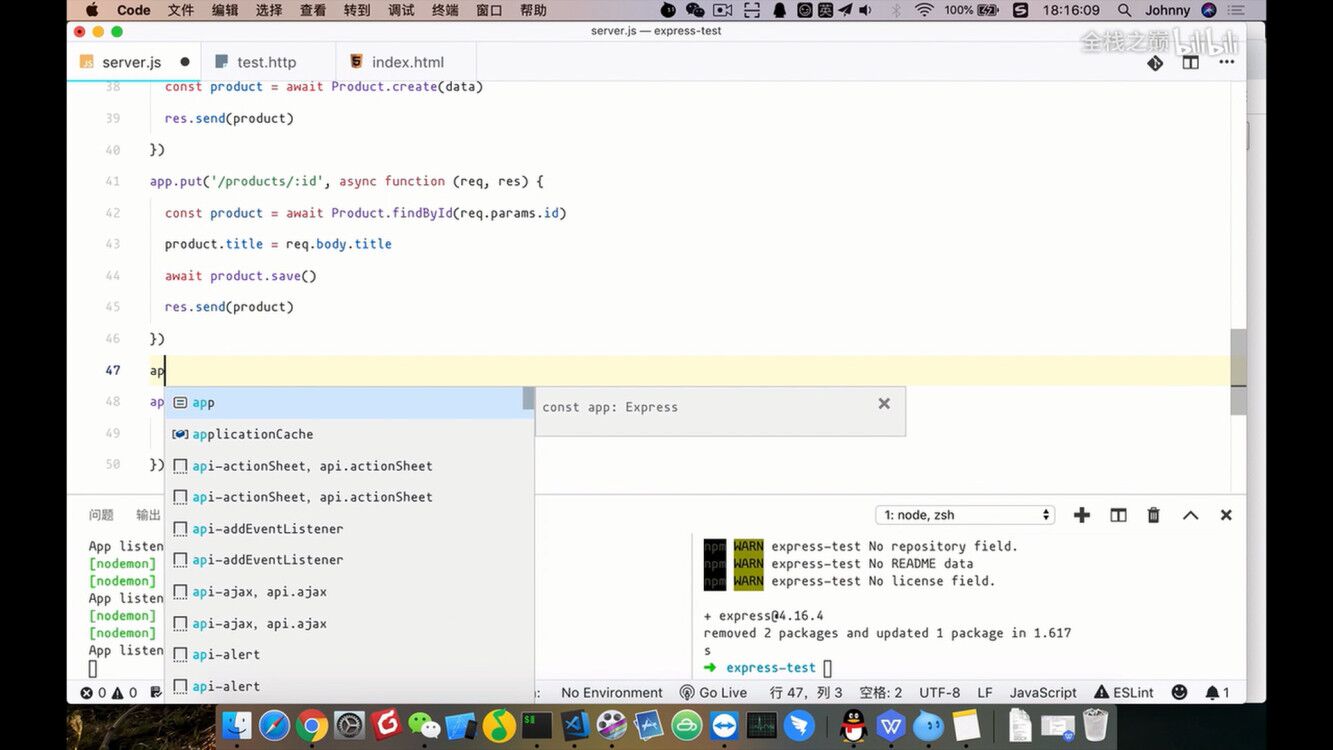 Code 文件 编辑 选择 查看 转到 调试 终端 窗口 帮助 英 100% 18:16:09 Johnny
server.js — express-test
全栈之巅 bilibili
JS server.js test.http index.html
38 const product = await Product.create(data)
39 res.send(product)
40 })
41 app.put('/products/:id', async function (req, res) {
42 const product = await Product.findById(req.params.id)
43 product.title = req.body.title
44 await product.save()
45 res.send(product)
46 })
47 ap
48 ap
49
50 })
app
const app: Express
applicationCache
api-actionSheet, api.actionSheet
api-actionSheet, api.actionSheet
api-addEventListener
api-addEventListener
api-ajax, api.ajax
api-ajax, api.ajax
api-alert
api-alert
问题 输出
1: node, zsh
App listen
[nodemon]
[nodemon]
App listen
[nodemon]
[nodemon]
App listen
npm WARN express-test No repository field.
npm WARN express-test No README data
npm WARN express-test No license field.
+ express@4.16.4
removed 2 packages and updated 1 package in 1.617
s
➜ express-test
0 0 No Environment Go Live 行 47，列 3 空格: 2 UTF-8 LF JavaScript ESLint 1